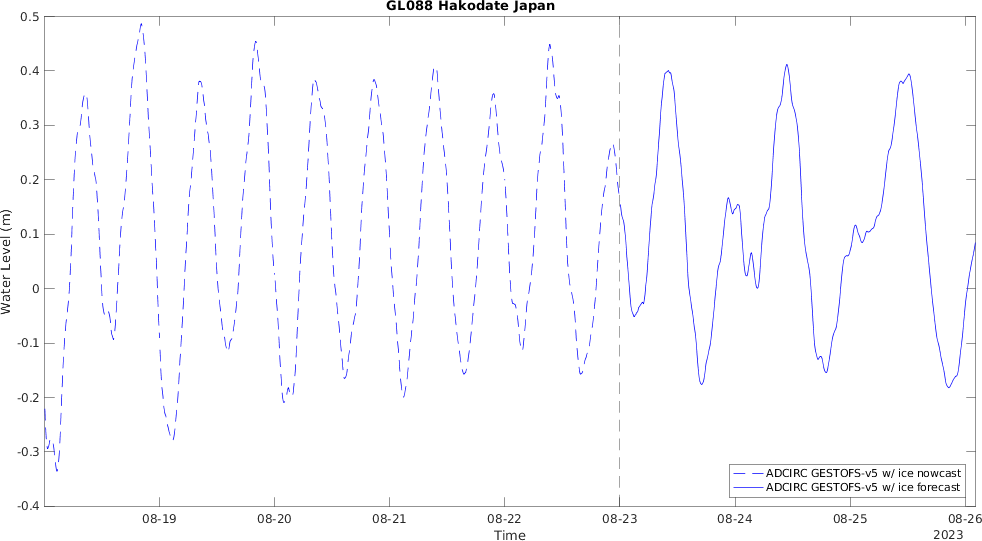 GL088 Hakodate Japan
0.5
0.4
0.3
0.2
0.1
0
-0.1
-0.2
-0.3
-0.4
Water Level (m)
ADCIRC GESTOFS-v5 w/ ice nowcast
ADCIRC GESTOFS-v5 w/ ice forecast
08-19 08-20 08-21 08-22 08-23 08-24 08-25 08-26
Time
2023